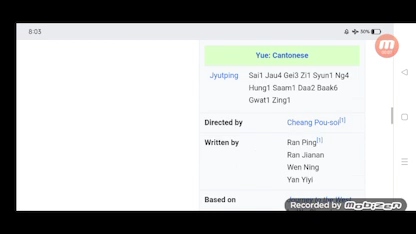 8:03
50%
Yue: Cantonese
Jyutping Sai1 Jau4 Gei3 Zi1 Syun1 Ng4
Hung1 Saam1 Daa2 Baak6
Gwat1 Zing1
Directed by Cheang Pou-soi[1]
Written by Ran Ping[1]
Ran Jianan
Wen Ning
Yan Yiyi
Based on
Recorded by mobizen